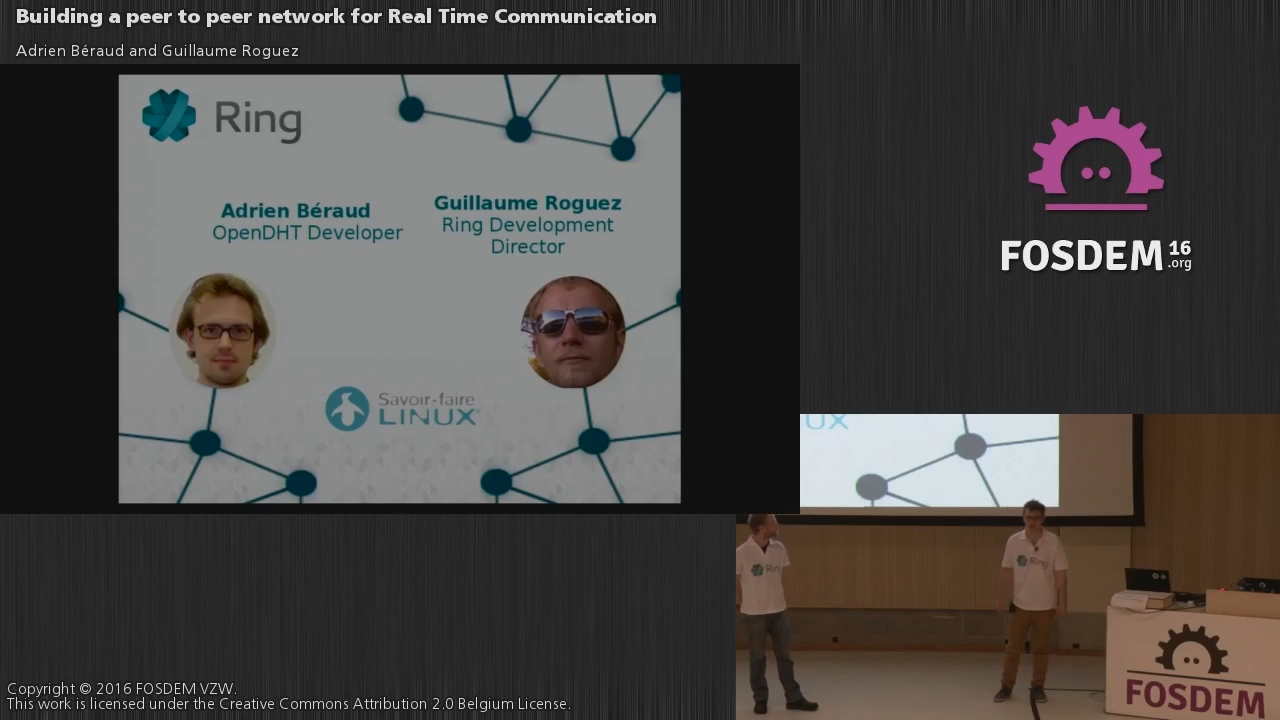 Building a peer to peer network for Real Time Communication
Adrien Béraud and Guillaume Roguez
Ring
Adrien Béraud
OpenDHT Developer
Guillaume Roguez
Ring Development
Director
Savoir-faire
LINUX
FOSDEM 16
.org
UX
Ring
FOSDEM
Copyright © 2016 FOSDEM VZW.
This work is licensed under the Creative Commons Attribution 2.0 Belgium License.